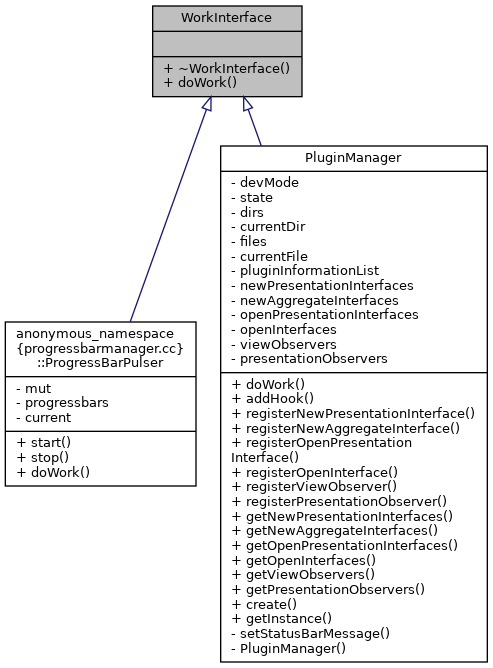 WorkInterface
+ ~WorkInterface()
+ doWork()
PluginManager
- devMode
- state
- dirs
- currentDir
- files
- currentFile
- pluginInformationList
- newPresentationInterfaces
- newAggregateInterfaces
- openPresentationInterfaces
- openInterfaces
- viewObservers
- presentationObservers
+ doWork()
+ addHook()
+ registerNewPresentationInterface()
+ registerNewAggregateInterface()
+ registerOpenPresentation
Interface()
+ registerOpenInterface()
+ registerViewObserver()
+ registerPresentationObserver()
+ getNewPresentationInterfaces()
+ getNewAggregateInterfaces()
+ getOpenPresentationInterfaces()
+ getOpenInterfaces()
+ getViewObservers()
+ getPresentationObservers()
+ create()
+ getInstance()
- setStatusBarMessage()
- PluginManager()
anonymous_namespace
{progressbarmanager.cc}
::ProgressBarPulser
- mut
- progressbars
- current
+ start()
+ stop()
+ doWork()